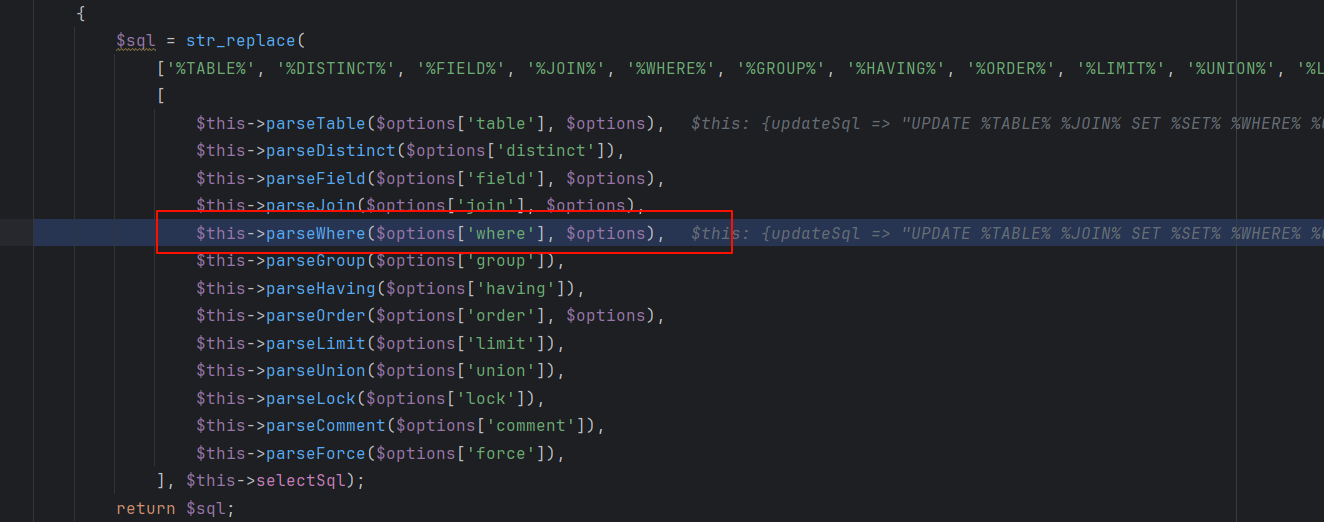 {
$sql = str_replace(
['%TABLE%', '%DISTINCT%', '%FIELD%', '%JOIN%', '%WHERE%', '%GROUP%', '%HAVING%', '%ORDER%', '%LIMIT%', '%UNION%', '%L
[
$this->parseTable($options['table'], $options), $this: {updateSql => "UPDATE %TABLE% %JOIN% SET %SET% %WHERE% %
$this->parseDistinct($options['distinct']),
$this->parseField($options['field'], $options),
$this->parseJoin($options['join'], $options),
$this->parseWhere($options['where'], $options), $this: {updateSql => "UPDATE %TABLE% %JOIN% SET %SET% %WHERE% %
$this->parseGroup($options['group']),
$this->parseHaving($options['having']),
$this->parseOrder($options['order'], $options),
$this->parseLimit($options['limit']),
$this->parseUnion($options['union']),
$this->parseLock($options['lock']),
$this->parseComment($options['comment']),
$this->parseForce($options['force']),
], $this->selectSql);
return $sql;